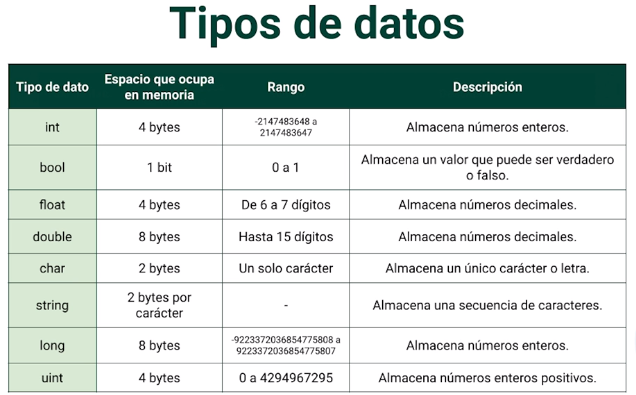 Tipos de datos
Tipo de dato
Espacio que ocupa
en memoria
Rango
Descripción
int
4 bytes
-2147483648 a
2147483647
Almacena números enteros.
bool
1 bit
0 a 1
Almacena un valor que puede ser verdadero
o falso.
float
4 bytes
De 6 a 7 dígitos
Almacena números decimales.
double
8 bytes
Hasta 15 dígitos
Almacena números decimales.
char
2 bytes
Un solo carácter
Almacena un único carácter o letra.
string
2 bytes por
carácter
-
Almacena una secuencia de caracteres.
long
8 bytes
-9223372036854775808 a
9223372036854775807
Almacena números enteros.
uint
4 bytes
0 a 4294967295
Almacena números enteros positivos.